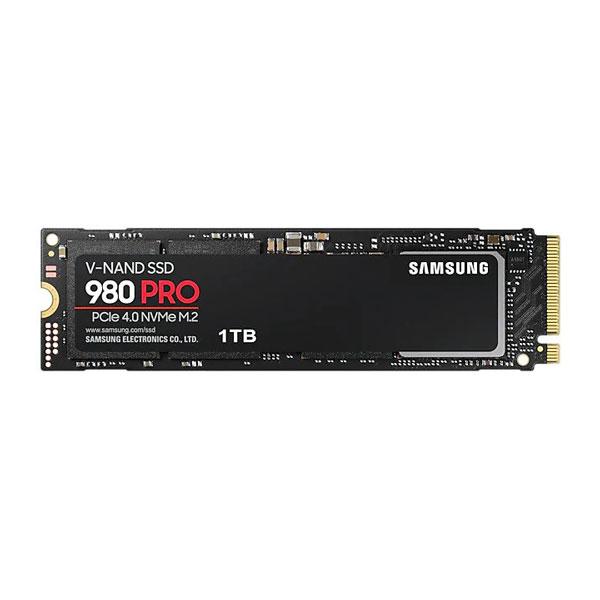 V-NAND SSD
980 PRO
PCIe 4.0 NVMe M.2
www.samsung.com/ssd
SAMSUNG ELECTRONICS CO., LTD.
1TB
SAMSUNG